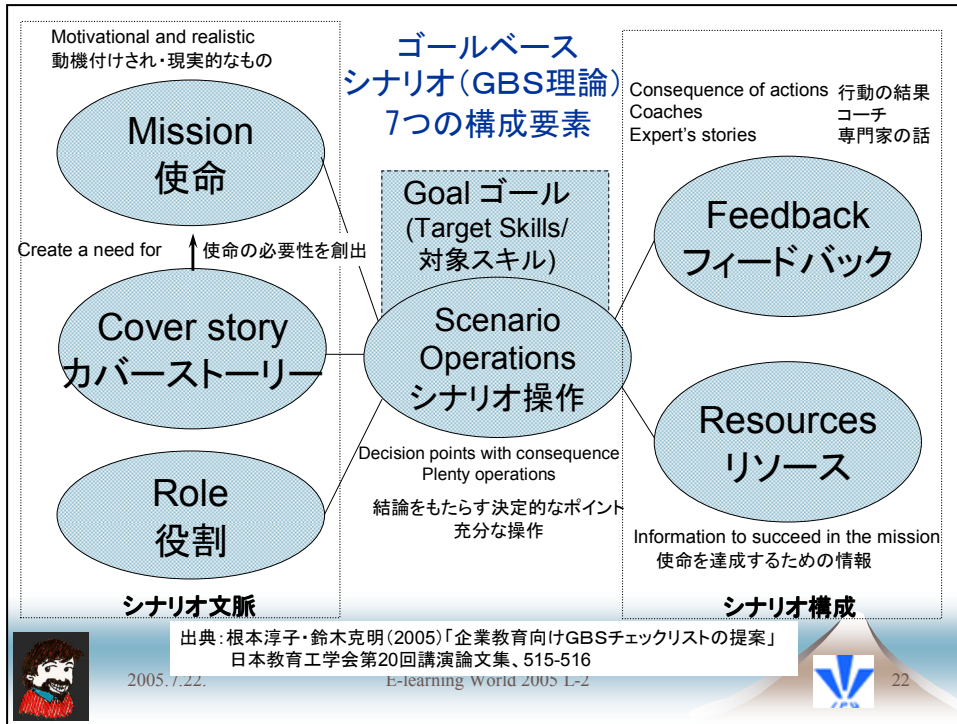 ゴールベース
シナリオ(GBS理論)
7つの構成要素
Motivational and realistic
動機付けされ・現実的なもの
Mission
使命
Create a need for 使命の必要性を創出
Cover story
カバーストーリー
Role
役割
シナリオ文脈
Goal ゴール
(Target Skills/
対象スキル)
Scenario
Operations
シナリオ操作
Decision points with consequence
Plenty operations
結論をもたらす決定的なポイント
充分な操作
Consequence of actions 行動の結果
Coaches コーチ
Expert's stories 専門家の話
Feedback
フィードバック
Resources
リソース
Information to succeed in the mission
使命を達成するための情報
シナリオ構成
出典:根本淳子・鈴木克明(2005)「企業教育向けGBSチェックリストの提案」
日本教育工学会第20回講演論文集、515-516
2005.7.22. E-learning World 2005 L-2 22